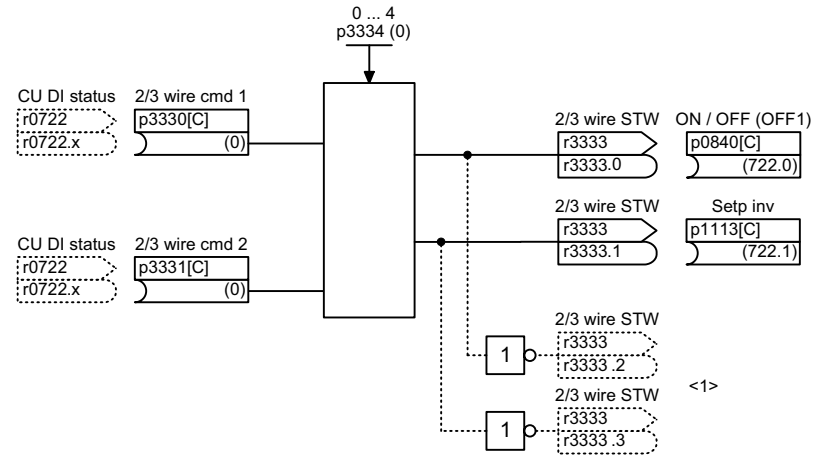 0 ... 4
p3334 (0)
CU DI status
2/3 wire cmd 1
r0722
p3330[C]
r0722.x
(0)
2/3 wire STW
ON / OFF (OFF1)
r3333
p0840[C]
r3333.0
(722.0)
2/3 wire STW
Setp inv
r3333
p1113[C]
r3333.1
(722.1)
CU DI status
2/3 wire cmd 2
r0722
p3331[C]
r0722.x
(0)
2/3 wire STW
1
r3333
r3333 .2
<1>
2/3 wire STW
1
r3333
r3333 .3